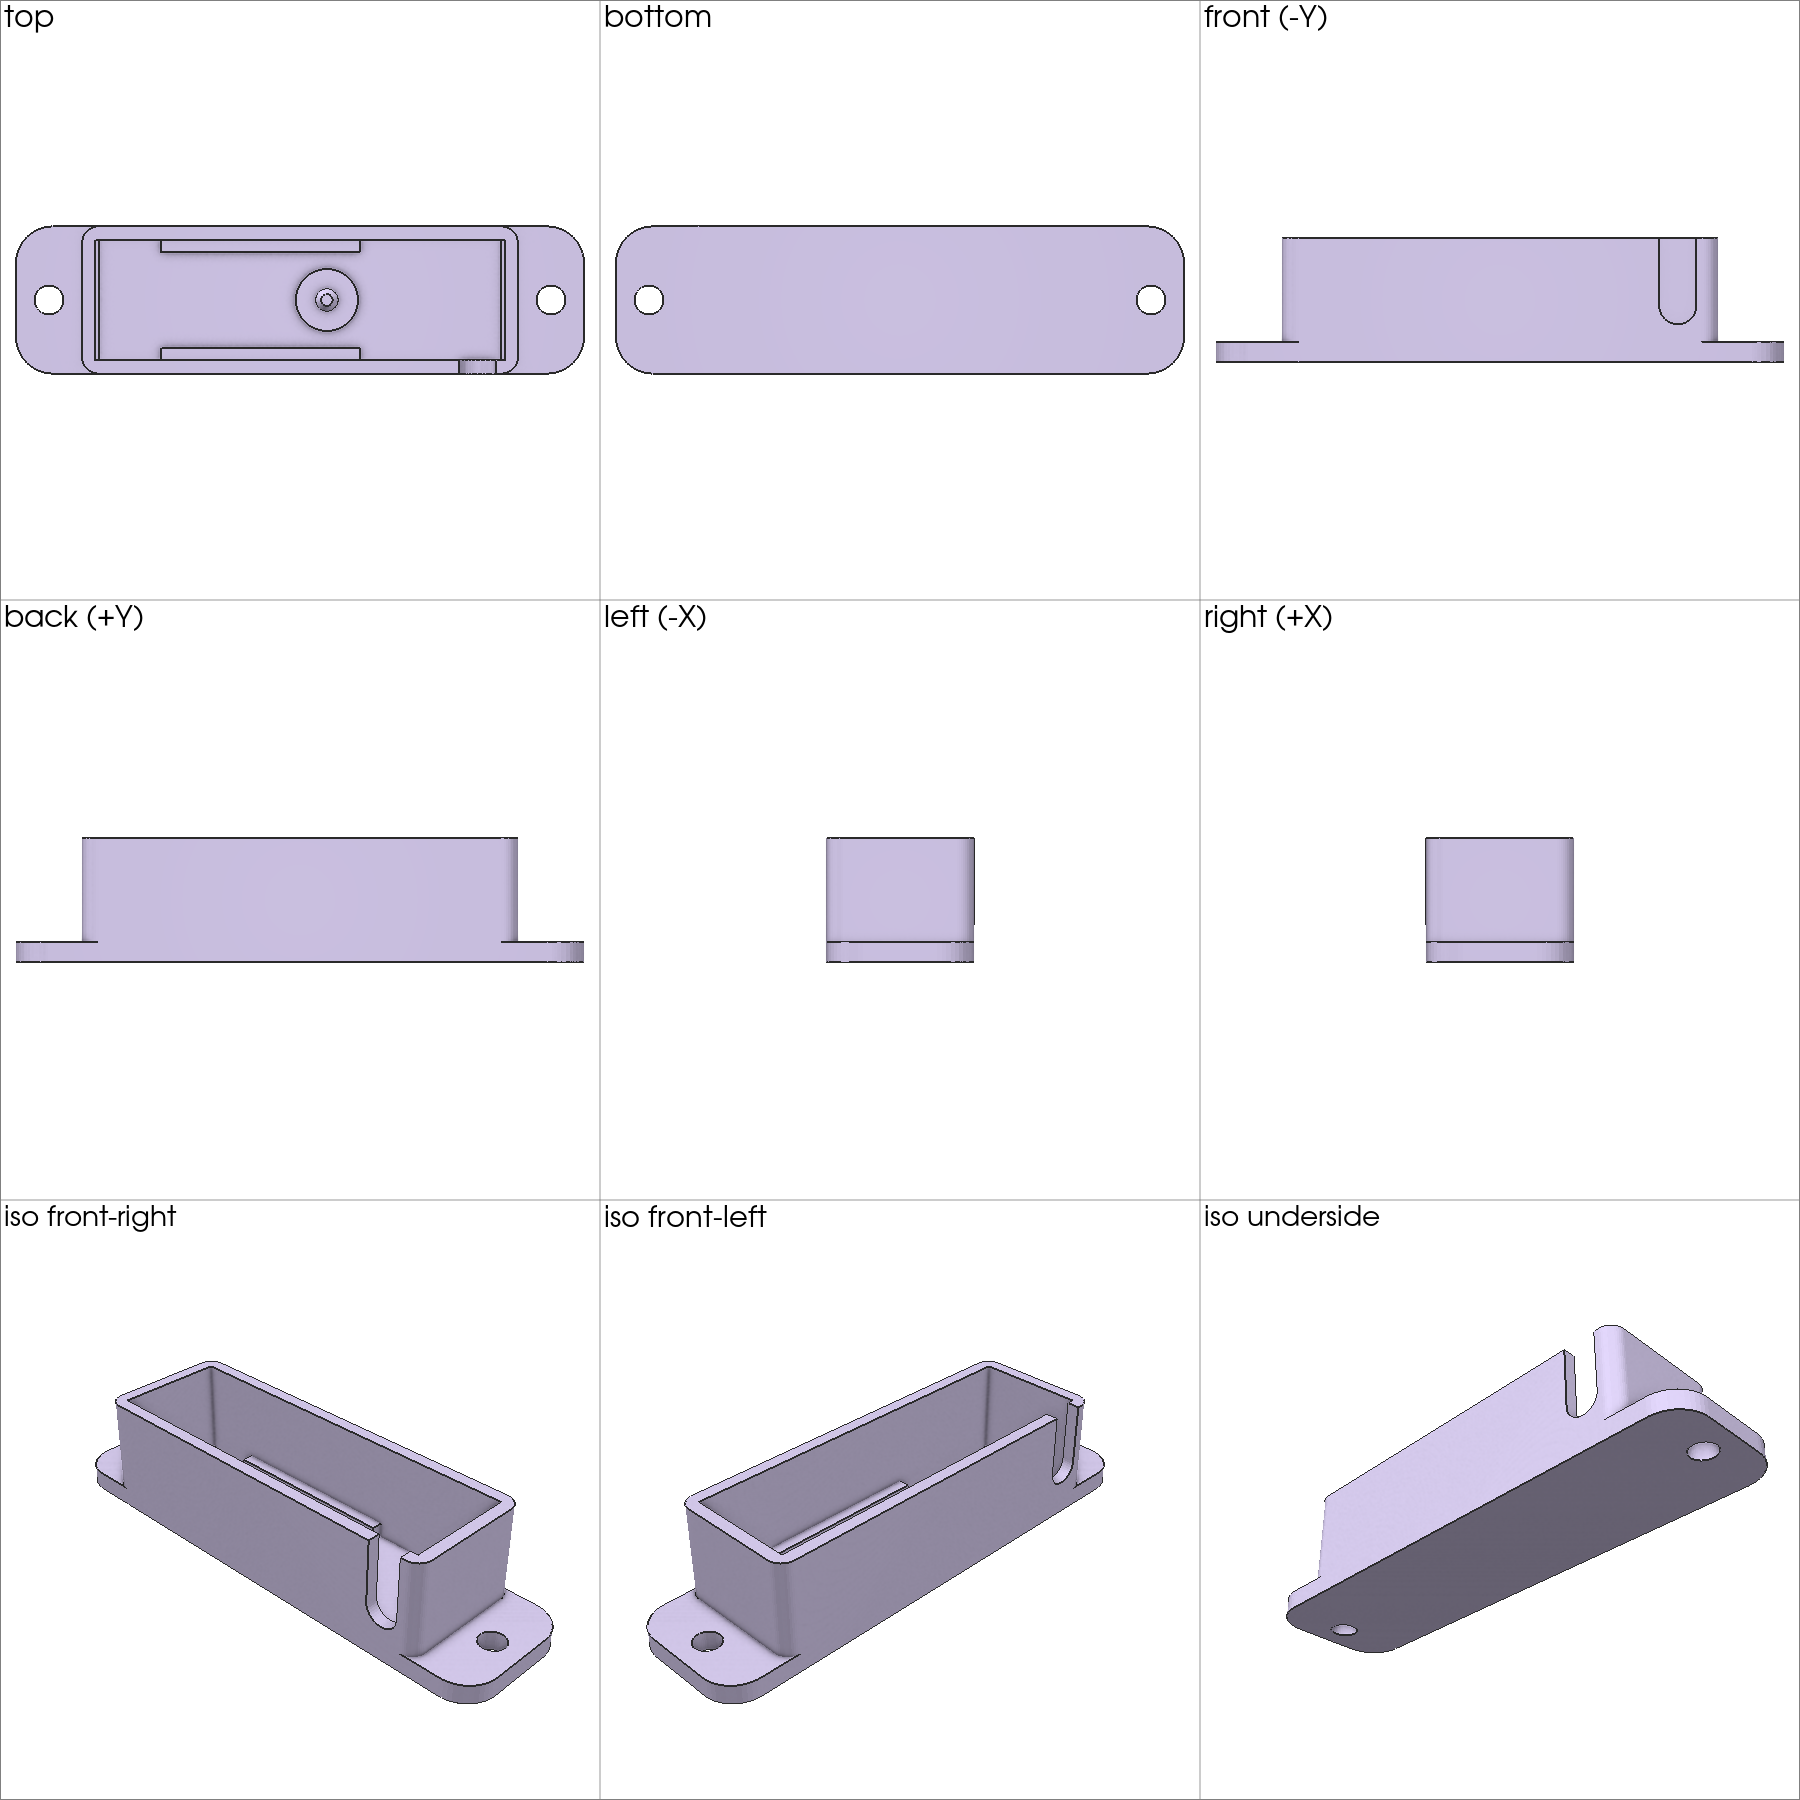 top
bottom
front (-Y)
back (+Y)
left (-X)
right (+X)
iso front-right
iso front-left
iso underside